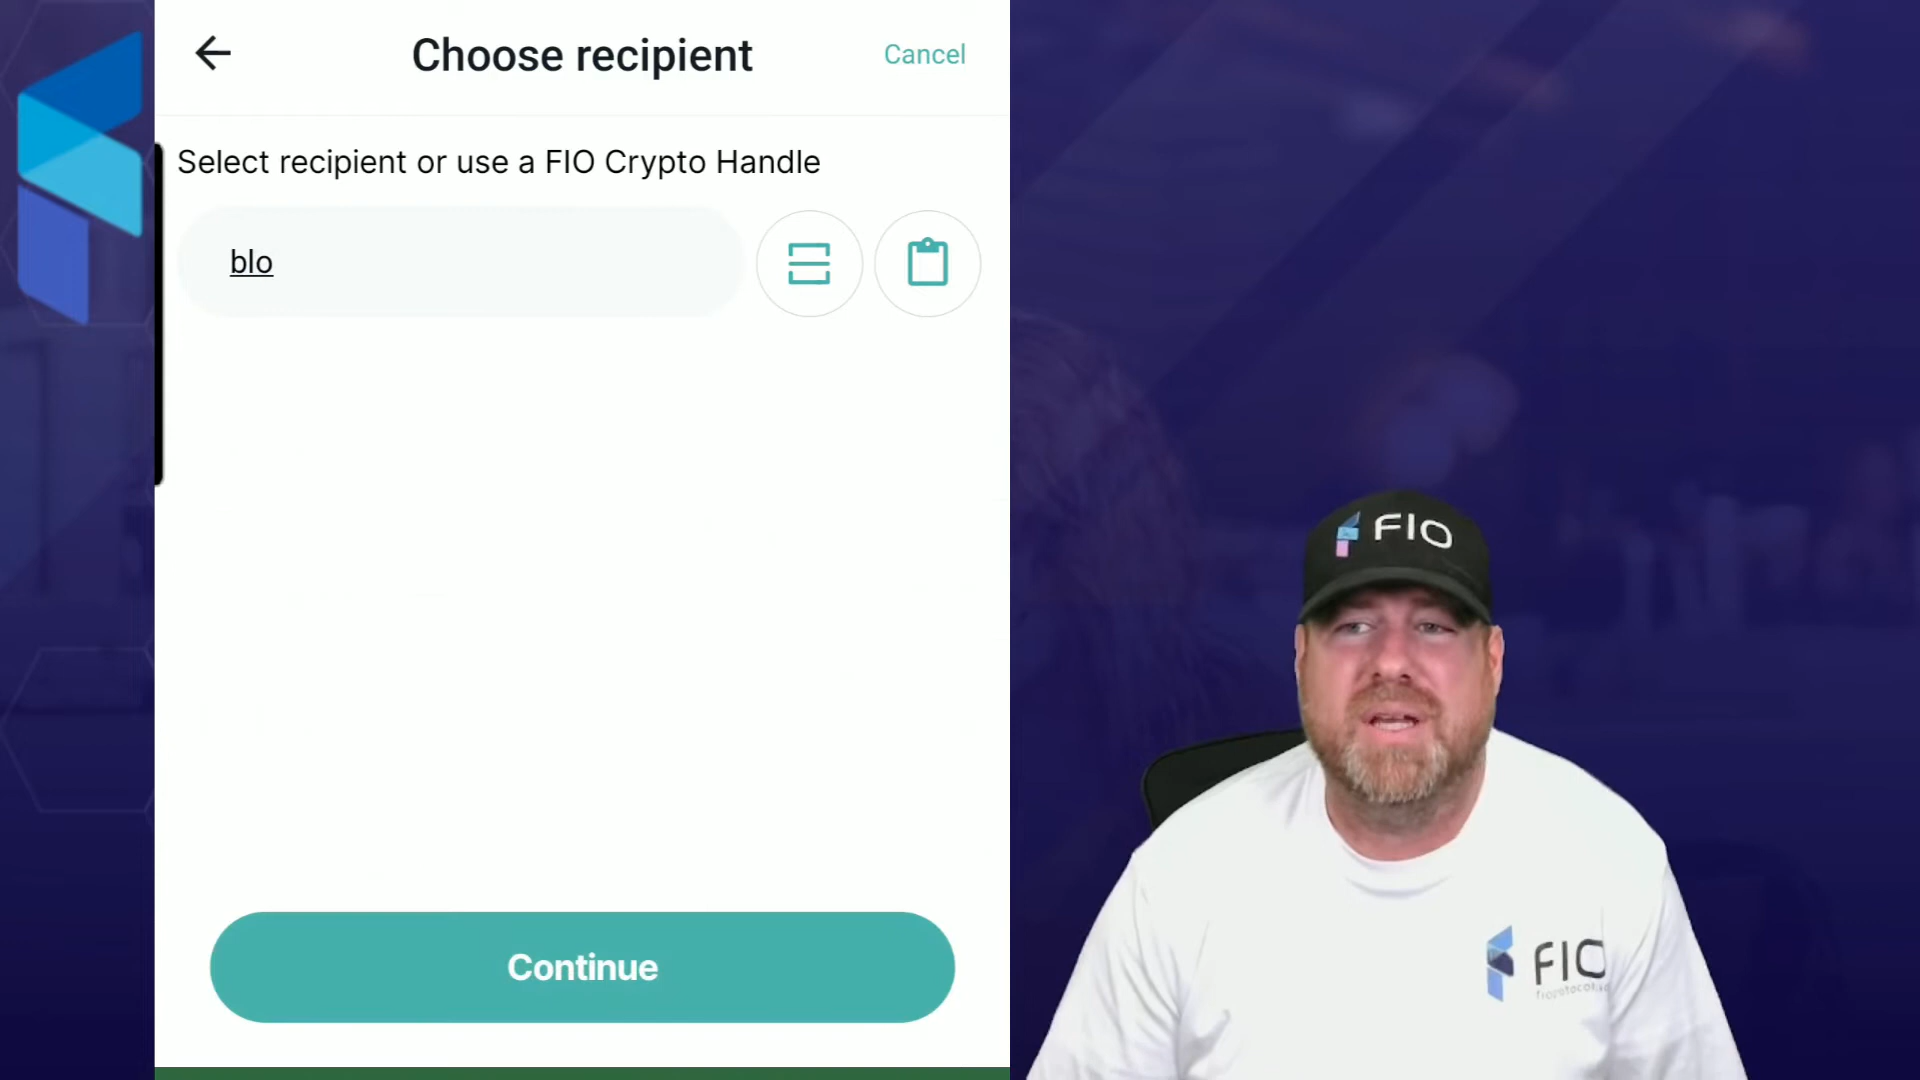 Choose recipient
Cancel
Select recipient or use a FIO Crypto Handle
blo
Continue
FIO
FIO